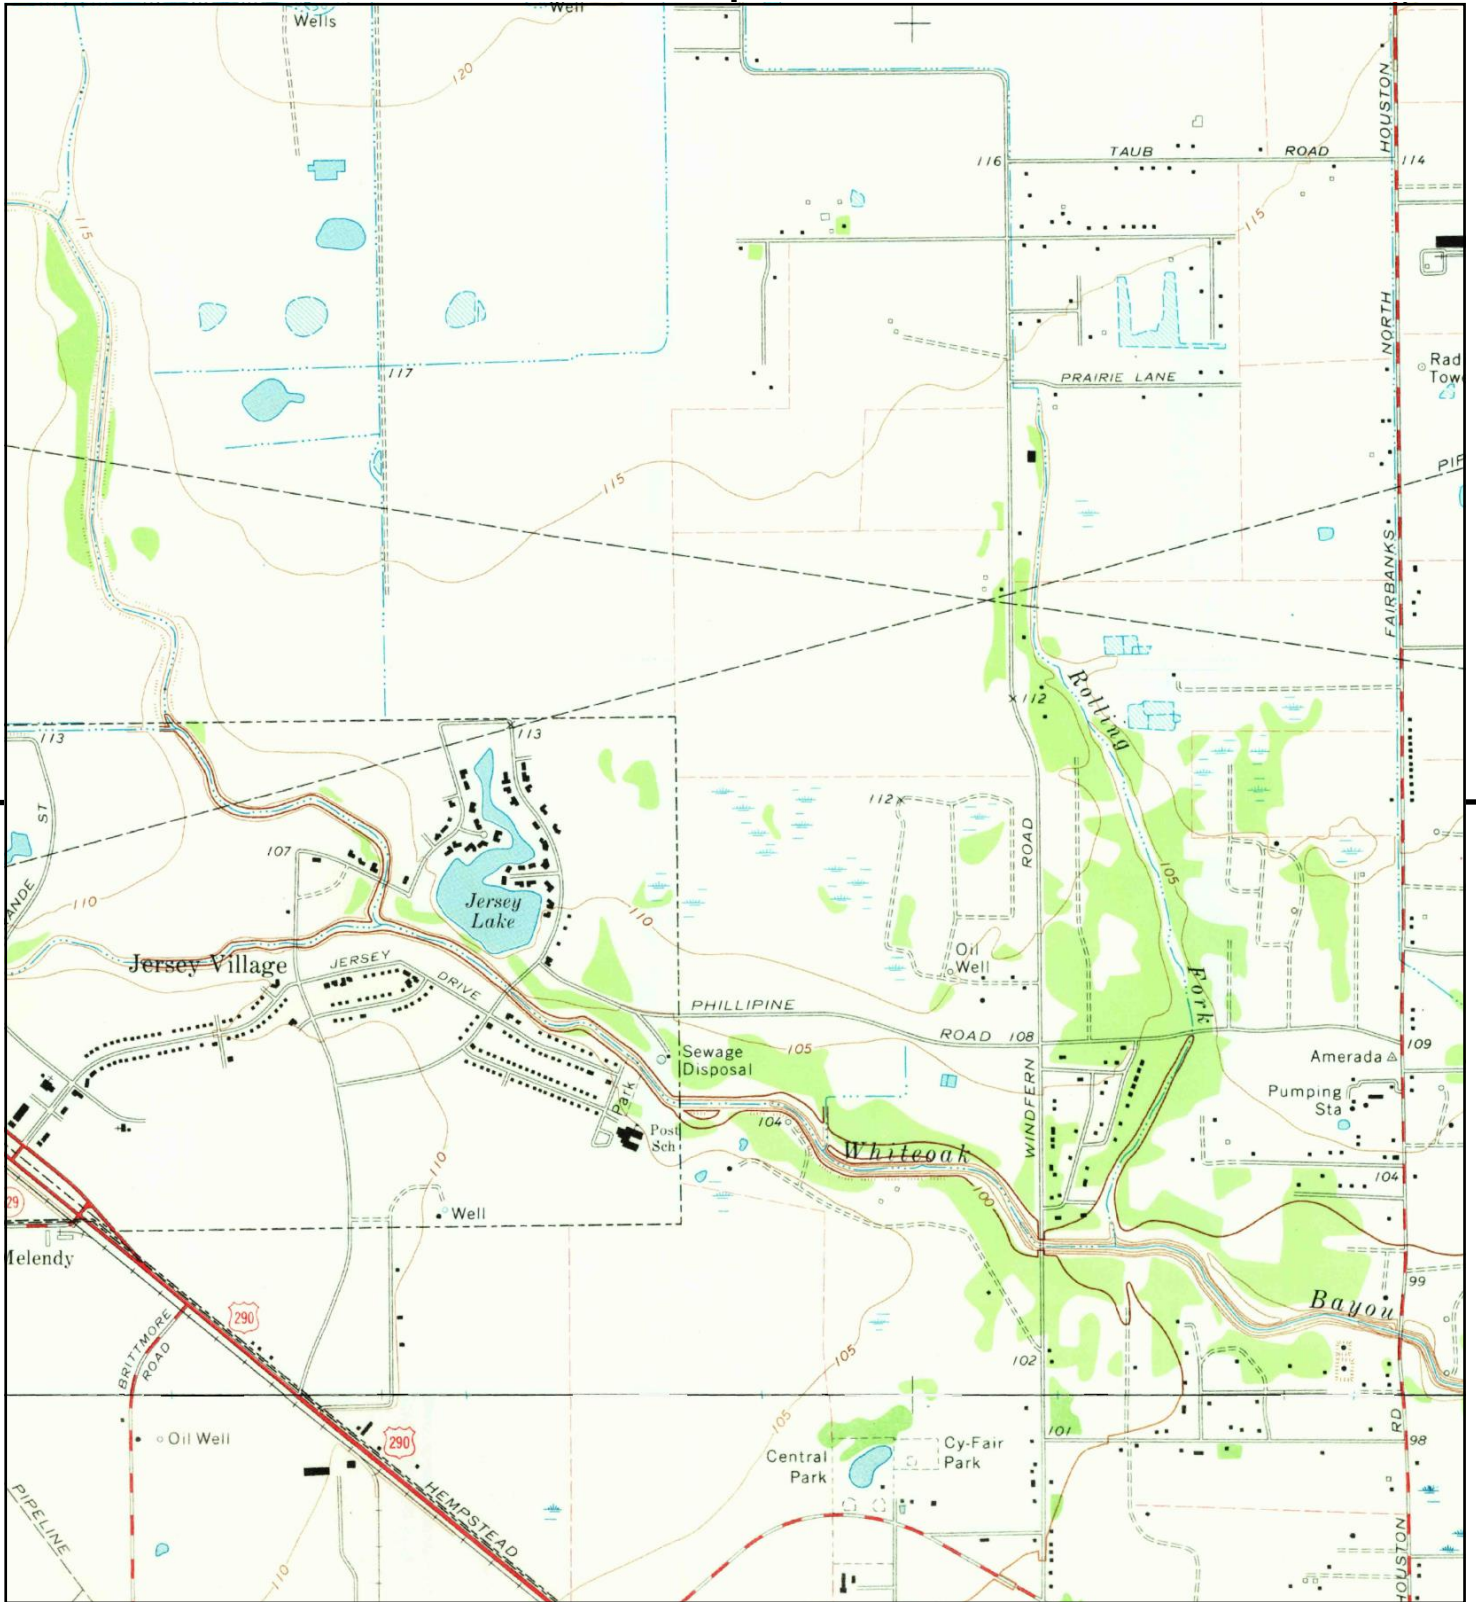 Wells
Well
120
HOUSTON
116
TAUB ROAD
114
115
115
NORTH
117
PRAIRIE LANE
Rad
Tow
115
PIP
FAIRBANKS
Rolling
112
113
113
ST
112
ROAD
107
105
ANDE
110
Jersey
Lake
110
Oil
Well
Fork
Jersey Village
JERSEY DRIVE
PHILLIPINE ROAD
108
109
Sewage
Disposal
105
Amerada
WINDFERN
Pumping
Sta
Park
104
Post
Sch
Whiteoak
110
100
104
29
Well
Melendy
99
290
Bayou
BRITTMORE
ROAD
105
102
105
RD
101
98
Oil Well
290
Central
Park
Cy-Fair
Park
HEMPSTEAD
PIPELINE
110
HOUSTON